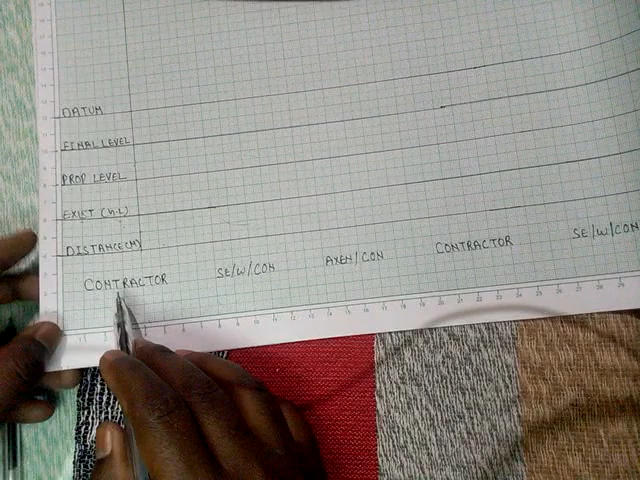 DATUM
FINAL LEVEL
PROP LEVEL
EXIST (h.L)
DISTANCE(M)
CONTRACTOR SE/W/CON AXEN/CON CONTRACTOR SE/W/CON